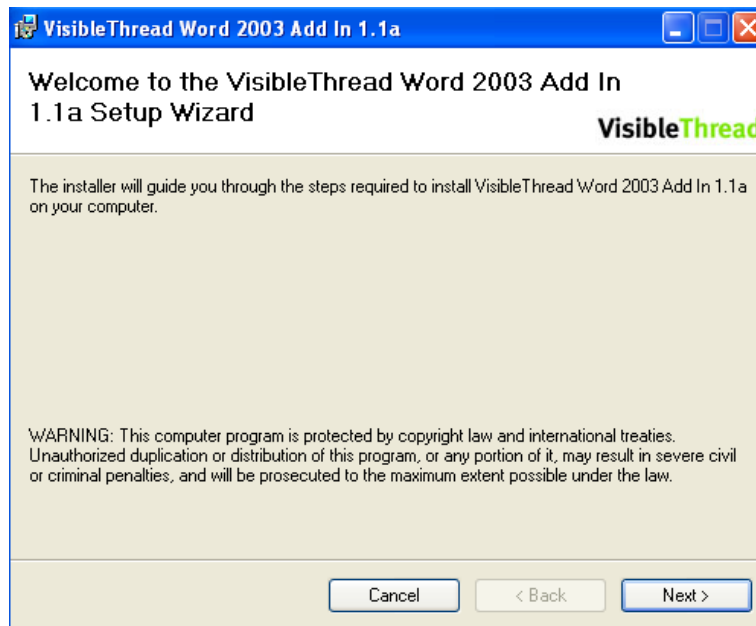 VisibleThread Word 2003 Add In 1.1a
Welcome to the VisibleThread Word 2003 Add In
1.1a Setup Wizard
VisibleThread
The installer will guide you through the steps required to install VisibleThread Word 2003 Add In 1.1a
on your computer.
WARNING: This computer program is protected by copyright law and international treaties.
Unauthorized duplication or distribution of this program, or any portion of it, may result in severe civil
or criminal penalties, and will be prosecuted to the maximum extent possible under the law.
Cancel < Back Next >